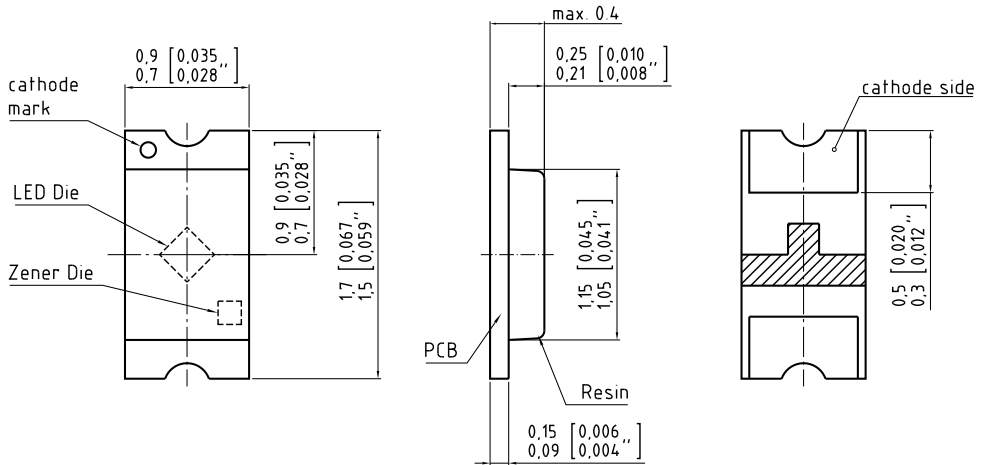 max. 0.4
0,9 [0,035
0,7 [0,028"]
0,25 [0,010
0,21 [0,008"]
cathode
mark
cathode side
LED Die
0,9 [0,035"]
0,7 [0,028
1,7 [0,067"]
1,5 [0,059"]
1,15 [0,045"]
1,05 [0,041"]
0,5 [0,020"]
0,3 [0,012
Zener Die
PCB
Resin
0,15 [0,006
0,09 [0,004"]